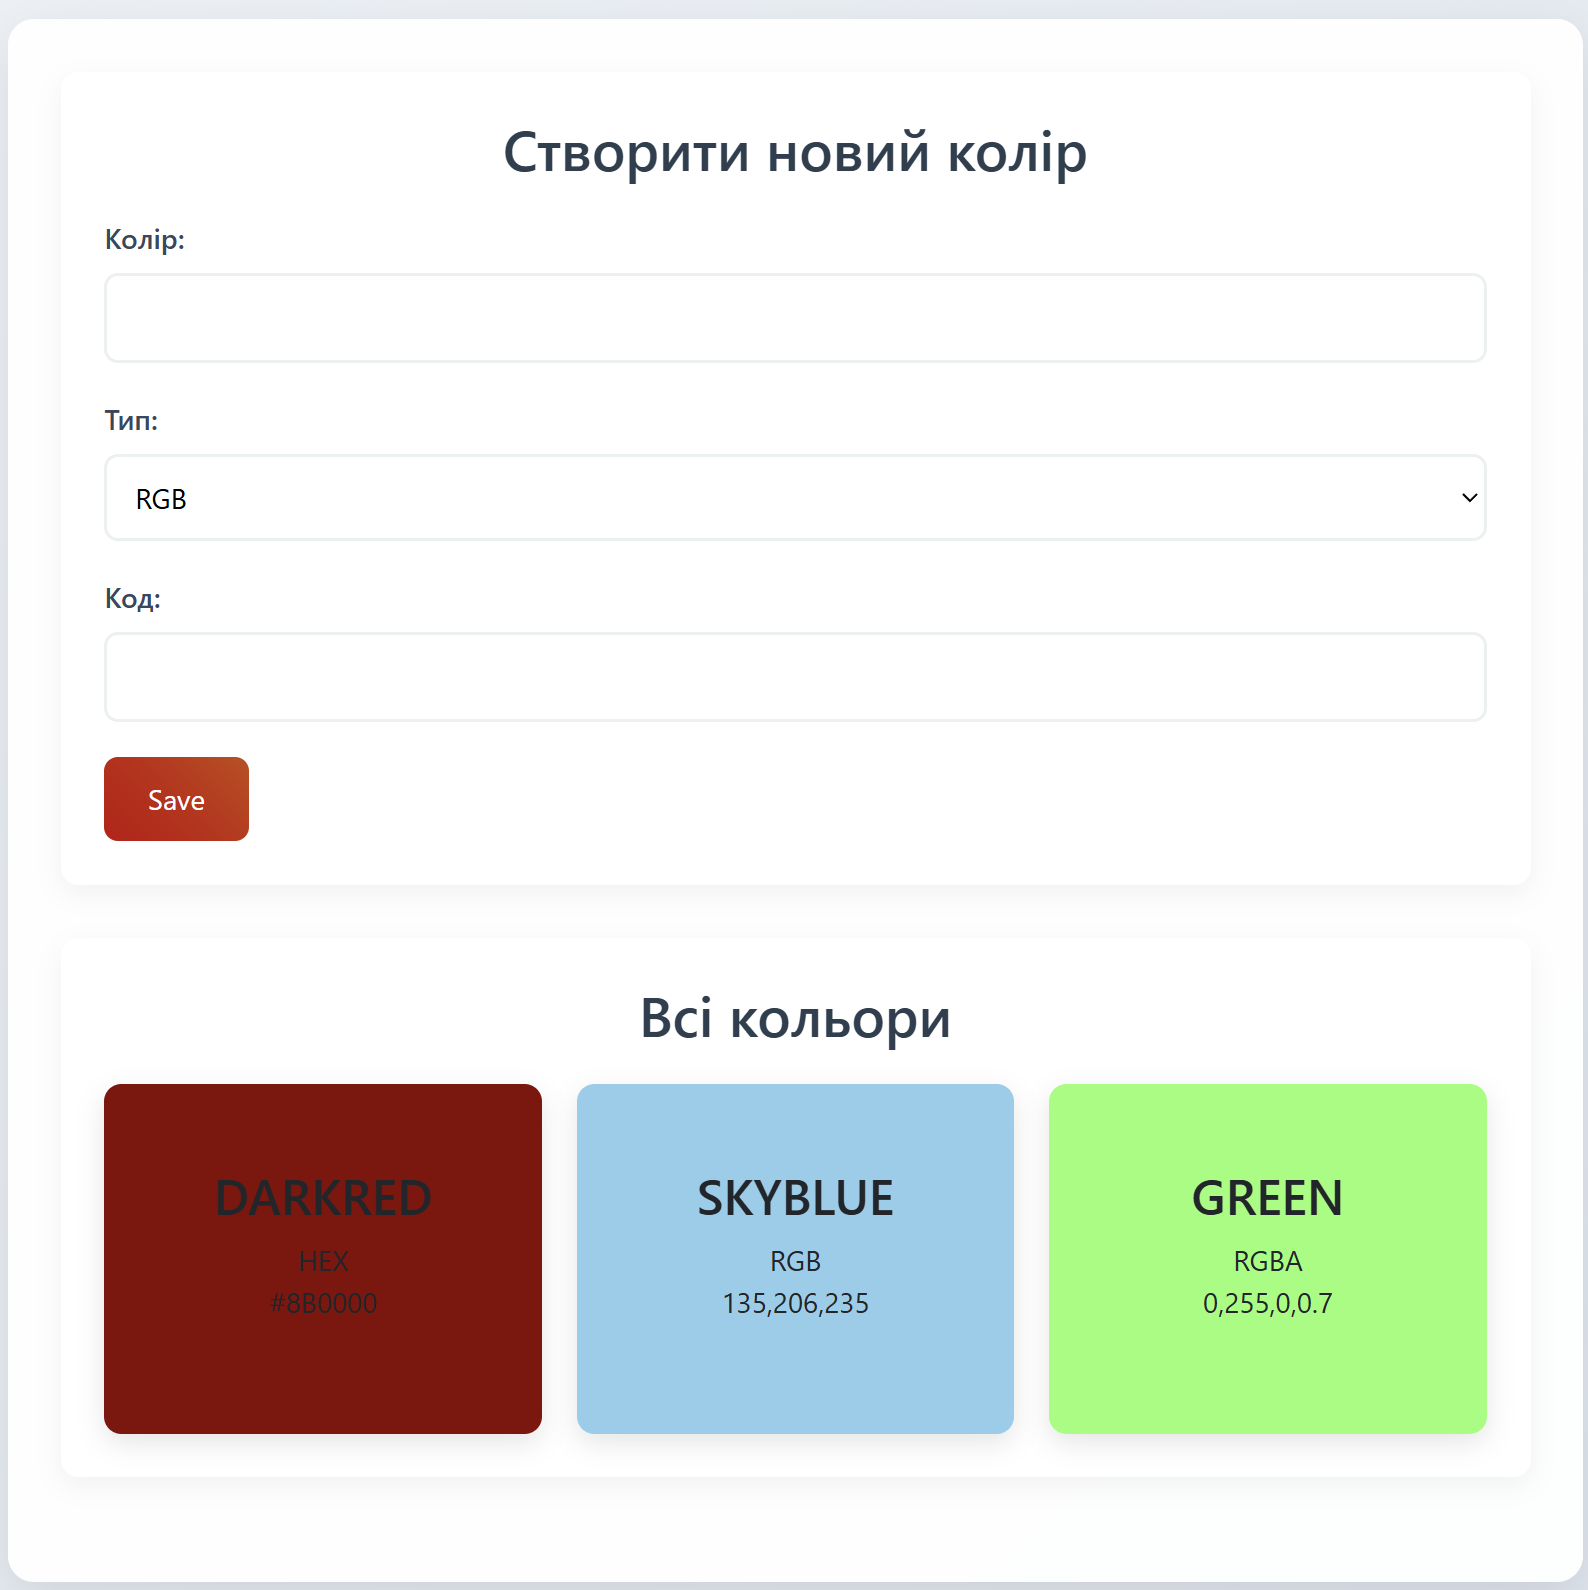 Створити новий колір
Колір:
Тип:
RGB
Код:
Save
Всі кольори
DARKRED
HEX
#8B0000
SKYBLUE
RGB
135,206,235
GREEN
RGBA
0,255,0,0.7